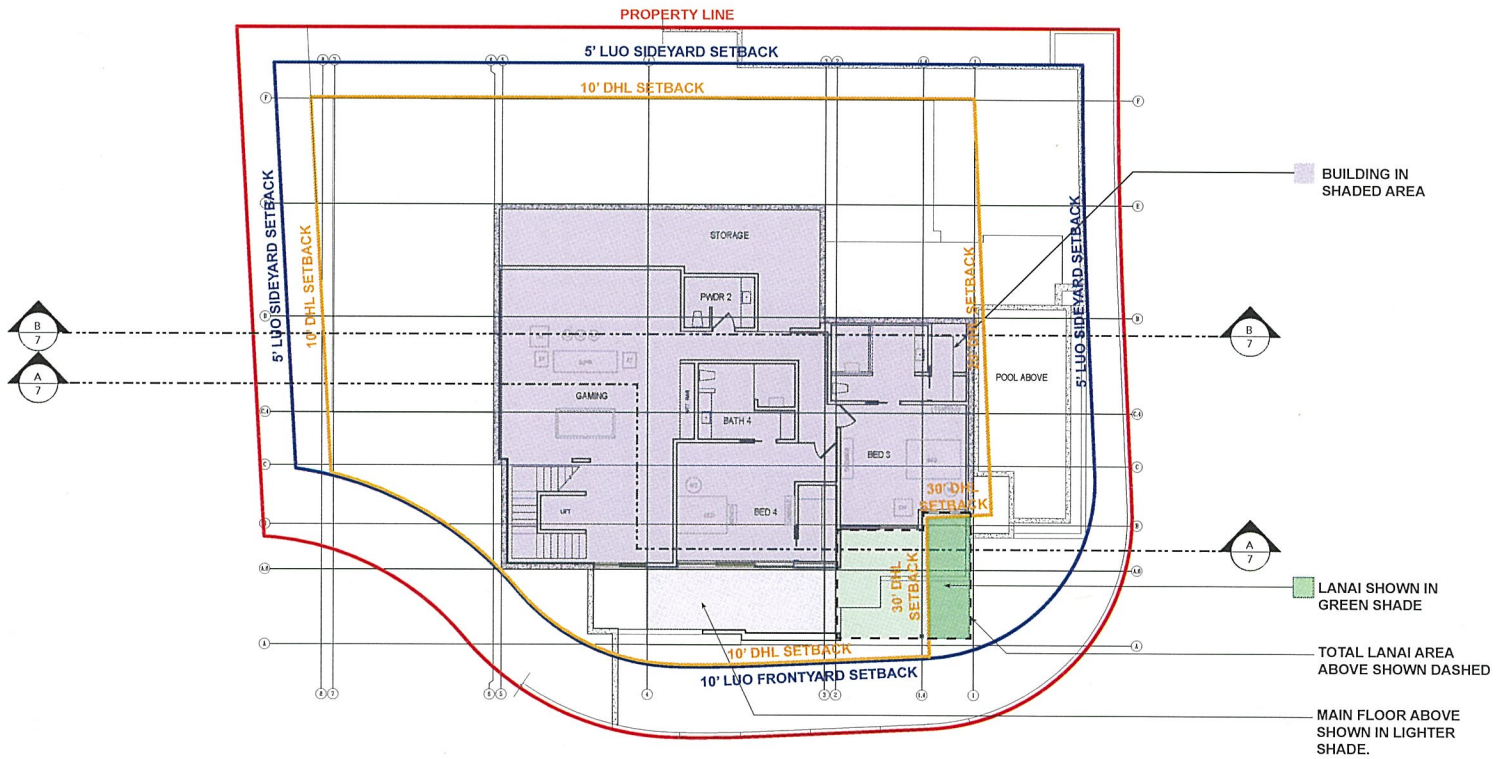 PROPERTY LINE
5' LUO SIDEYARD SETBACK
10' DHL SETBACK
5' LUO SIDEYARD SETBACK
10' DHL SETBACK
5' LUO SIDEYARD SETBACK
DHL SETBACK
BUILDING IN
SHADED AREA
STORAGE
PWDR 2
B
7
B
7
A
7
GAMING
BATH 4
POOL ABOVE
BED 3
BED 4
LIFT
30' DHL
SETBACK
30' DHL
SETBACK
A
7
LANAI SHOWN IN
GREEN SHADE
TOTAL LANAI AREA
ABOVE SHOWN DASHED
10' DHL SETBACK
10' LUO FRONTYARD SETBACK
MAIN FLOOR ABOVE
SHOWN IN LIGHTER
SHADE.